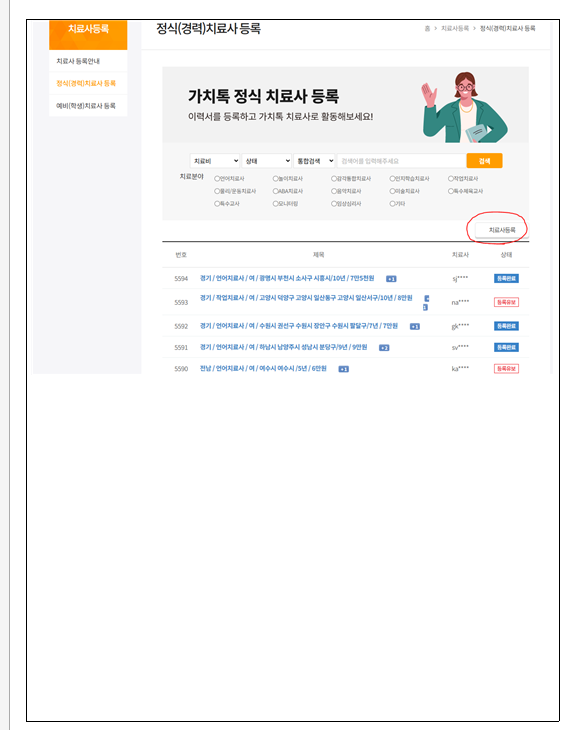 치료사등록
정식(경력)치료사 등록
홈 > 치료사등록 > 정식(경력)치료사 등록
치료사 등록안내
정식(경력)치료사 등록
예비(학생)치료사 등록
가치톡 정식 치료사 등록
이력서를 등록하고 가치톡 치료사로 활동해보세요!
치료비 상태 통합검색 검색어를 입력해주세요 검색
치료분야 언어치료사 놀이치료사 감각통합치료사 인지학습치료사 작업치료사
물리/운동치료사 ABA치료사 음악치료사 미술치료사 특수체육교사
특수교사 모니터링 임상심리사 기타
치료사등록
번호 제목 치료사 상태
5594 경기 / 언어치료사 / 여 / 광명시 부천시 소사구 시흥시/10년 / 7만5천원 +1 sj**** 등록완료
5593 경기 / 작업치료사 / 여 / 고양시 덕양구 고양시 일산동구 고양시 일산서구/10년 / 8만원 na**** 등록유보
5592 경기 / 언어치료사 / 여 / 수원시 권선구 수원시 장안구 수원시 팔달구/7년 / 7만원 +1 gk**** 등록완료
5591 경기 / 언어치료사 / 여 / 하남시 남양주시 성남시 분당구/9년 / 9만원 sv**** 등록완료
5590 전남 / 언어치료사 / 여 / 여수시 여수시 /5년 / 6만원 +1 ka**** 등록유보